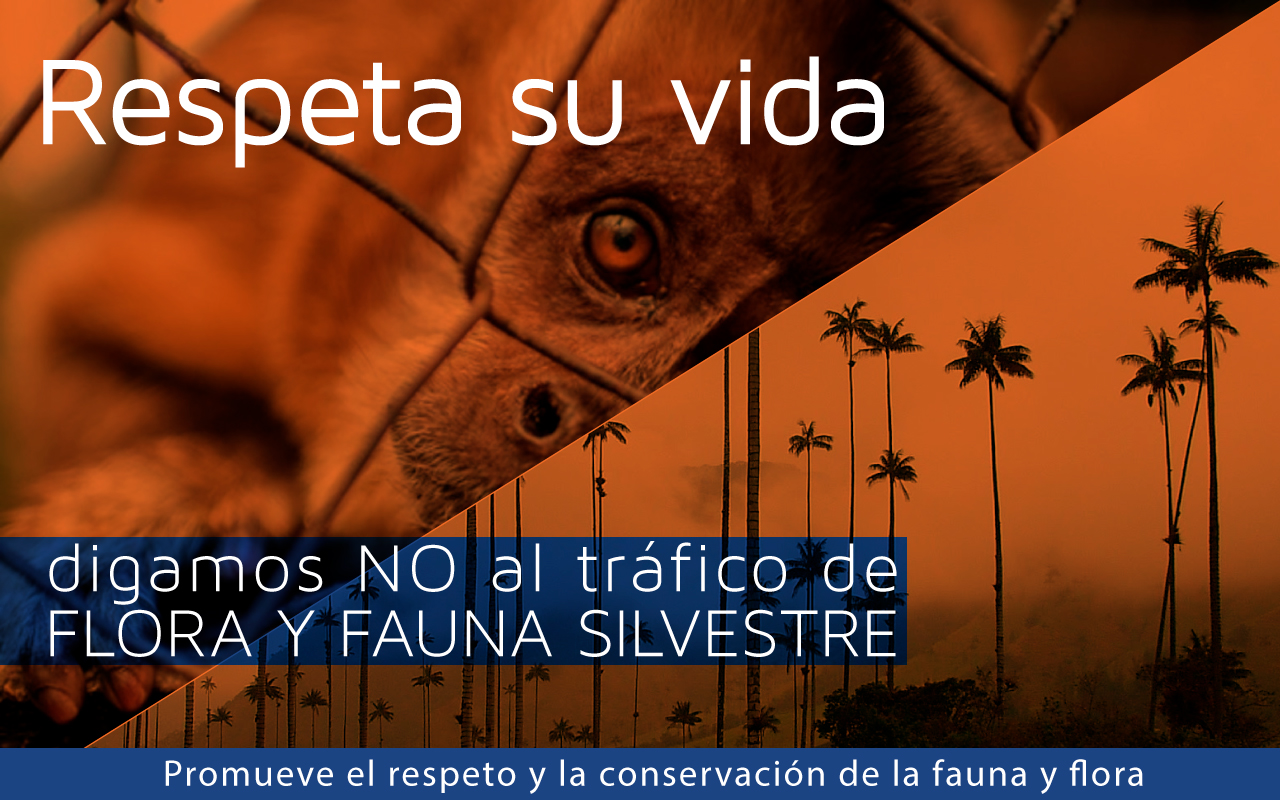 Respeta su vida
digamos NO al tráfico de
FLORA Y FAUNA SILVESTRE
Promueve el respeto y la conservación de la fauna y flora